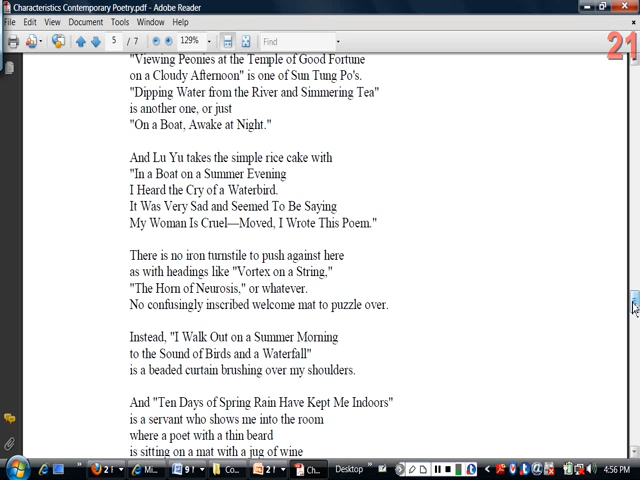 Characteristics Contemporary Poetry.pdf - Adobe Reader
File Edit View Document Tools Window Help
5 / 7 129% Find
21
"Viewing Peonies at the Temple of Good Fortune
on a Cloudy Afternoon" is one of Sun Tung Po's.
"Dipping Water from the River and Simmering Tea"
is another one, or just
"On a Boat, Awake at Night."
And Lu Yu takes the simple rice cake with
"In a Boat on a Summer Evening
I Heard the Cry of a Waterbird.
It Was Very Sad and Seemed To Be Saying
My Woman Is Cruel—Moved, I Wrote This Poem."
There is no iron turnstile to push against here
as with headings like "Vortex on a String,"
"The Horn of Neurosis," or whatever.
No confusingly inscribed welcome mat to puzzle over.
Instead, "I Walk Out on a Summer Morning
to the Sound of Birds and a Waterfall"
is a beaded curtain brushing over my shoulders.
And "Ten Days of Spring Rain Have Kept Me Indoors"
is a servant who shows me into the room
where a poet with a thin beard
is sitting on a mat with a jug of wine
2 F Mi... 9 Co... 2 Ch... Desktop 4:56 PM